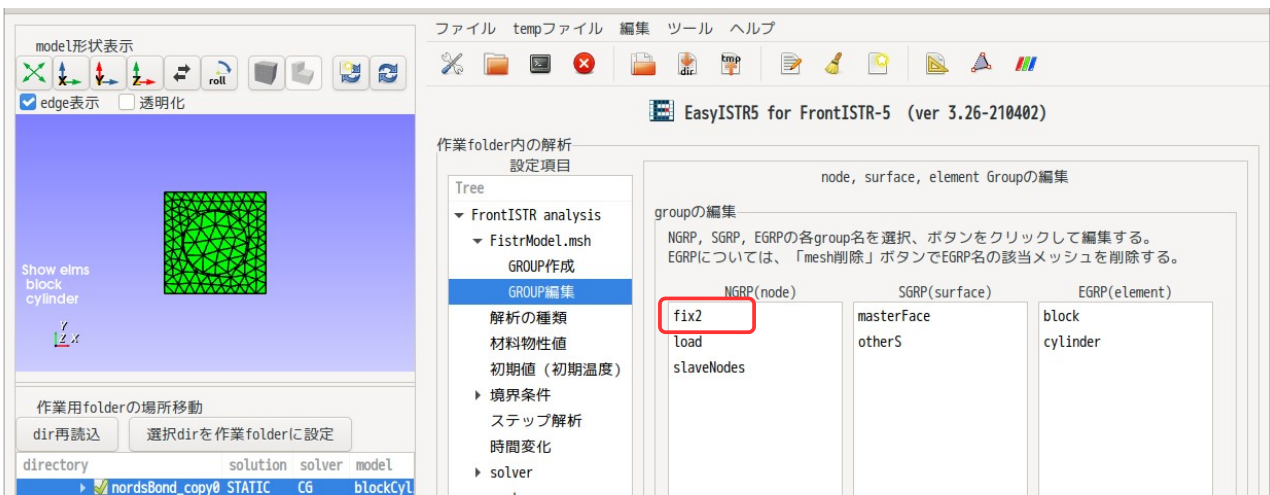 model形状表示
roll
edge表示 透明化
Show elms
block
cylinder
Y
Z X
作業用folderの場所移動
dir再読込 選択dirを作業folderに設定
directory solution solver model
nordsBond_copy0 STATIC CG blockCyl
ファイル tempファイル 編集 ツール ヘルプ
dir tmp
EasyISTR5 for FrontISTR-5 (ver 3.26-210402)
作業folder内の解析
設定項目
Tree
FrontISTR analysis
FistrModel.msh
GROUP作成
GROUP編集
解析の種類
材料物性値
初期値（初期温度）
境界条件
ステップ解析
時間変化
solver
node, surface, element Groupの編集
groupの編集
NGRP, SGRP, EGRPの各group名を選択、ボタンをクリックして編集する。
EGRPについては、「mesh削除」ボタンでEGRP名の該当メッシュを削除する。
NGRP(node) SGRP(surface) EGRP(element)
fix2 masterFace block
load otherS cylinder
slaveNodes